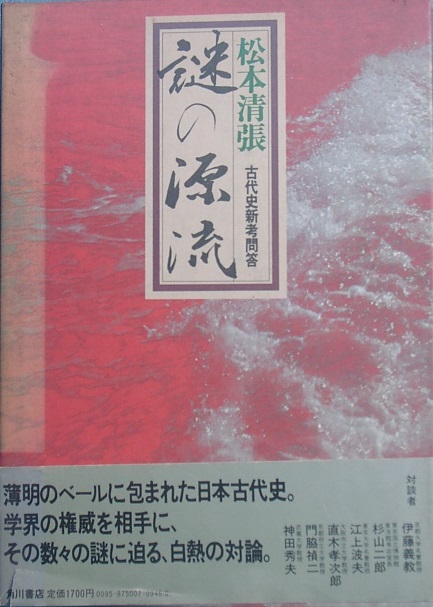 松本清張
謎の源流
古代史新考問答
薄明のベールに包まれた日本古代史。
学界の権威を相手に、
その数々の謎に迫る、白熱の対論。
対談者
伊藤義教
杉山二郎
江上波夫
直木孝次郎
門脇禎二
神田秀夫
角川書店 定価1700円